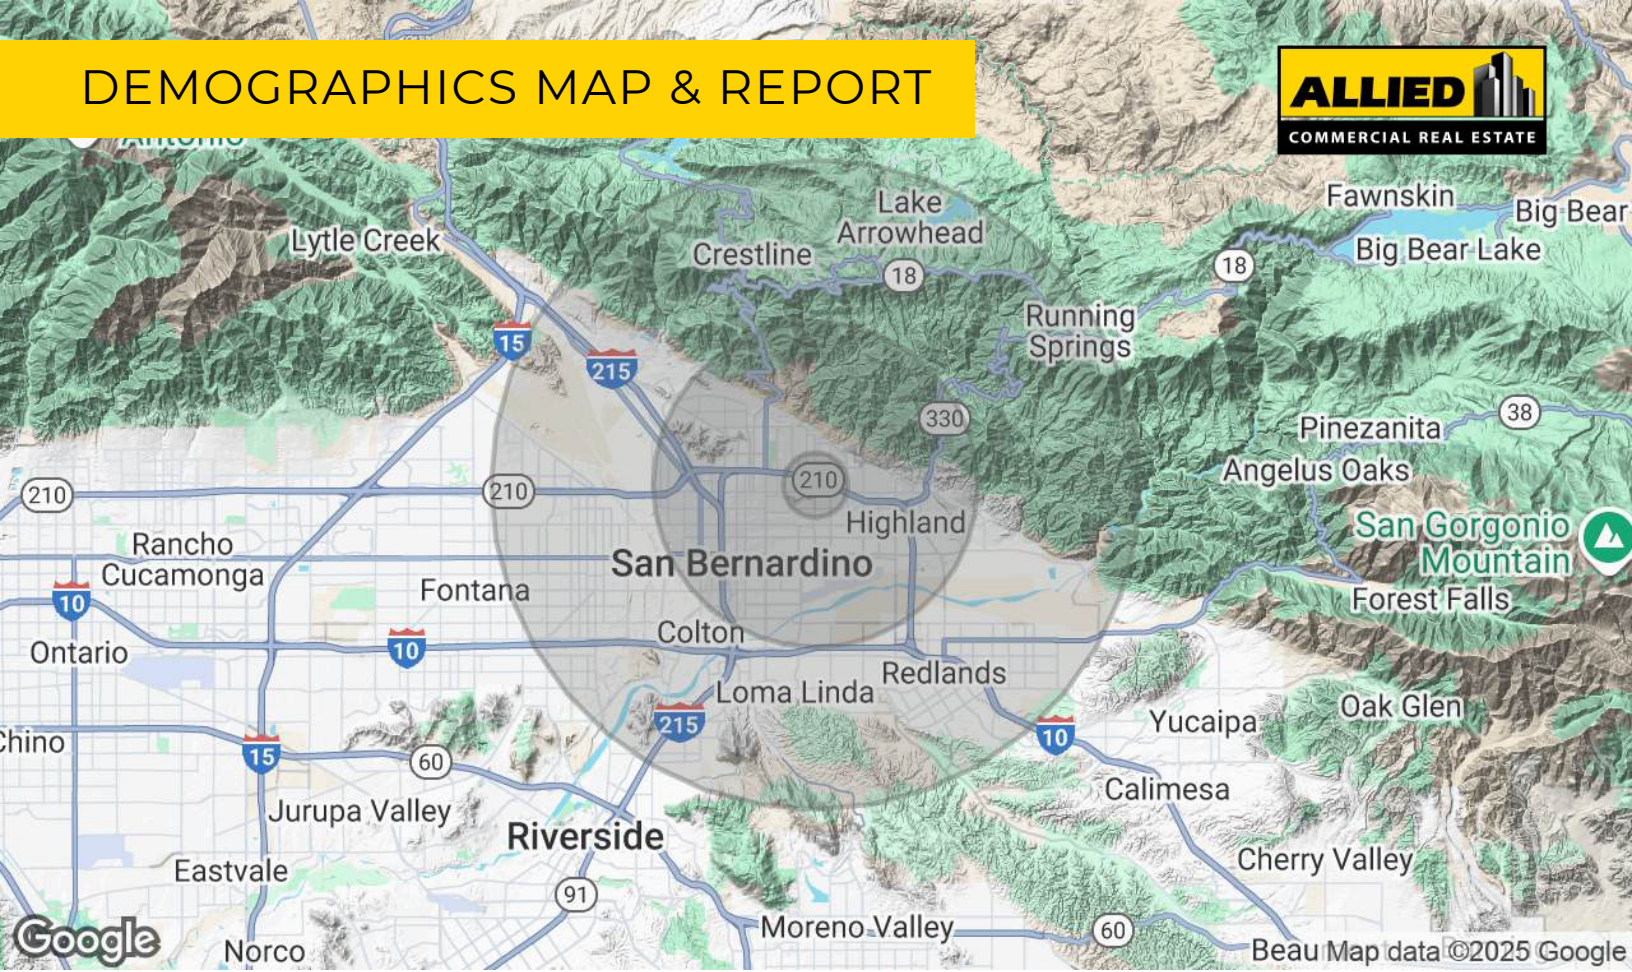 DEMOGRAPHICS MAP & REPORT
ALLIED
COMMERCIAL REAL ESTATE
Antonio
Lytle Creek
Crestline
Lake
Arrowhead
18
Fawnskin
Big Bear
Big Bear Lake
18
Running
Springs
15
215
330
Pinezanita
38
Angelus Oaks
210
210
210
Highland
San Gorgonio
Mountain
Rancho
Cucamonga
San Bernardino
Fontana
10
Forest Falls
Ontario
10
Colton
Redlands
Loma Linda
215
Oak Glen
Yucaipa
10
Chino
15
60
Calimesa
Jurupa Valley
Riverside
Eastvale
Cherry Valley
91
Moreno Valley
60
Google
Norco
Beau
Map data ©2025 Google